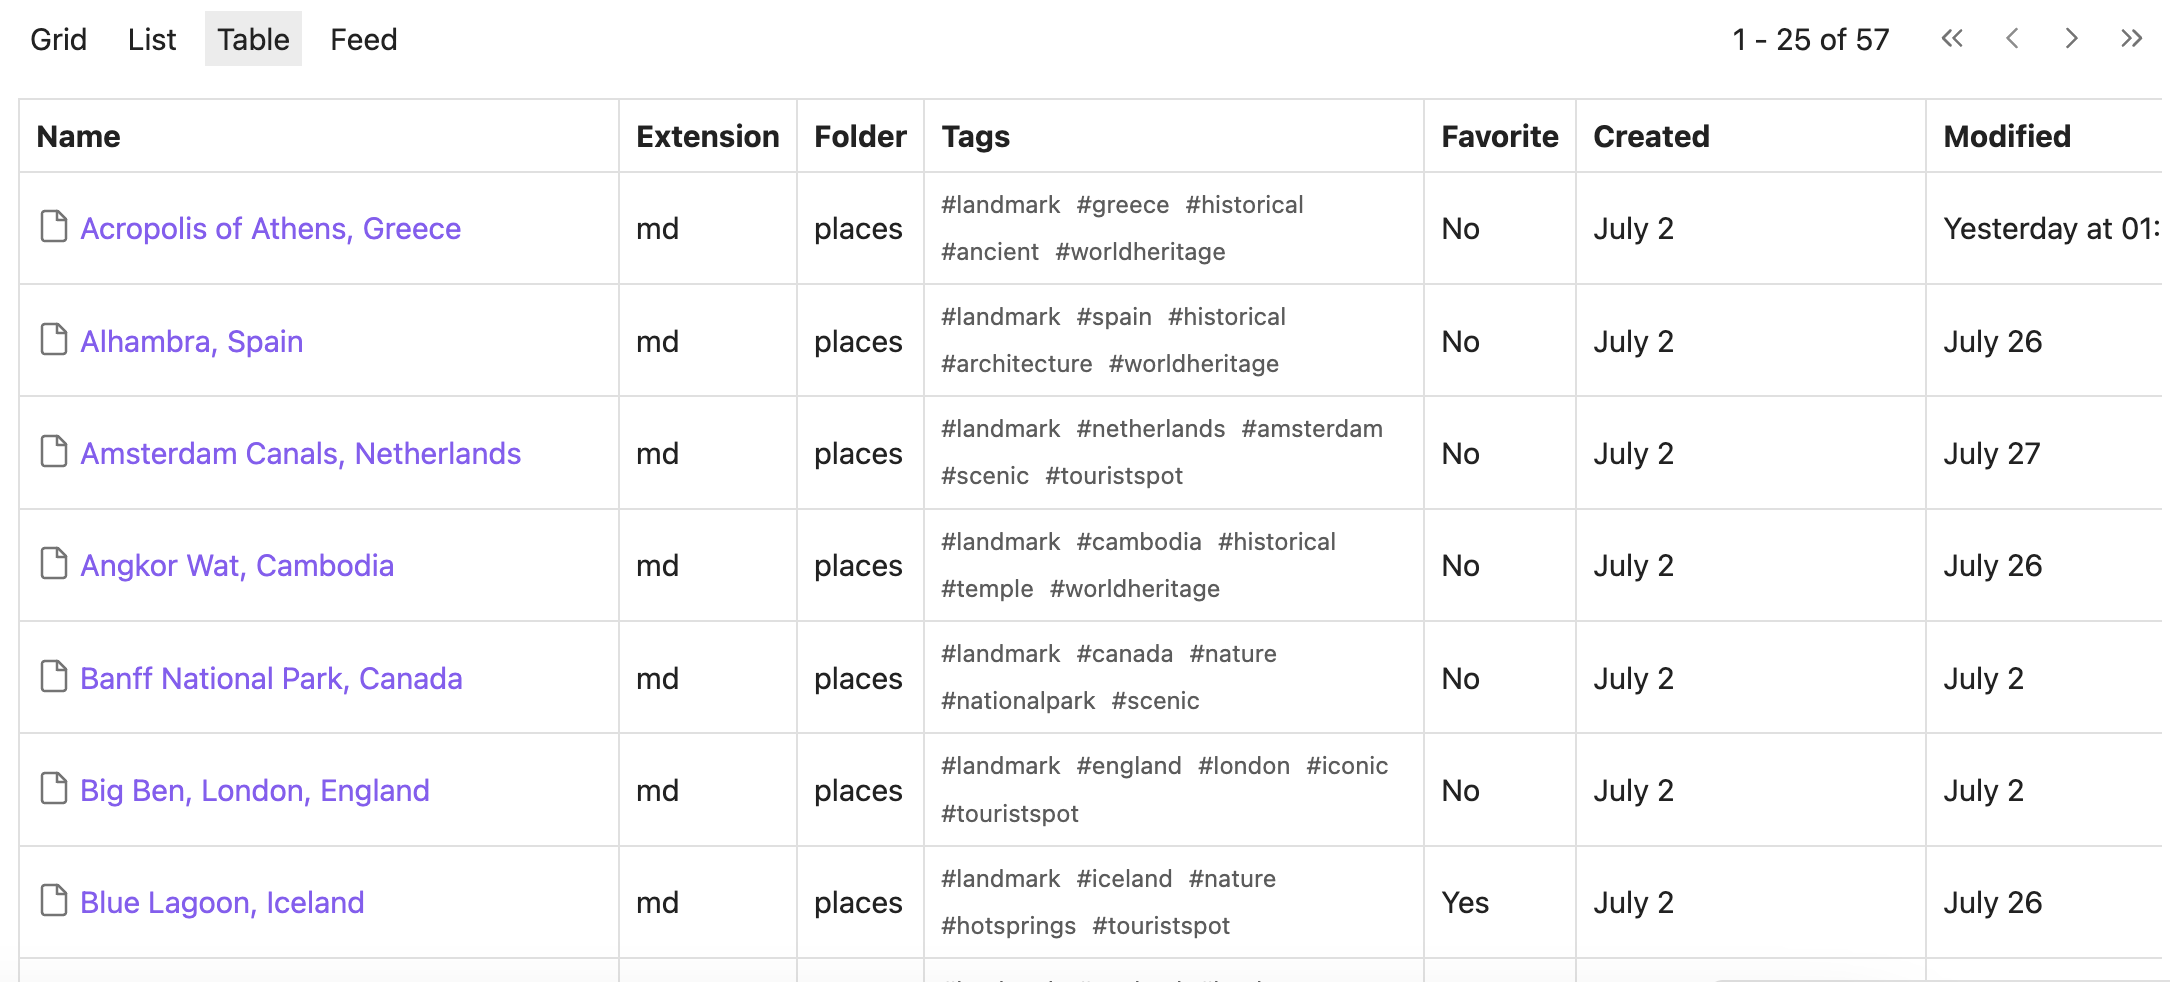 Grid List Table Feed 1 - 25 of 57
Name Extension Folder Tags Favorite Created Modified
#landmark #greece #historical
Acropolis of Athens, Greece md places No July 2 Yesterday at 01:
#ancient #worldheritage
#landmark #spain #historical
Alhambra, Spain md places No July 2 July 26
#architecture #worldheritage
#landmark #netherlands #amsterdam
Amsterdam Canals, Netherlands md places No July 2 July 27
#scenic #touristspot
#landmark #cambodia #historical
Angkor Wat, Cambodia md places No July 2 July 26
#temple #worldheritage
#landmark #canada #nature
Banff National Park, Canada md places No July 2 July 2
#nationalpark #scenic
#landmark #england #london #iconic
Big Ben, London, England md places No July 2 July 2
#touristspot
#landmark #iceland #nature
Blue Lagoon, Iceland md places Yes July 2 July 26
#hotsprings #touristspot